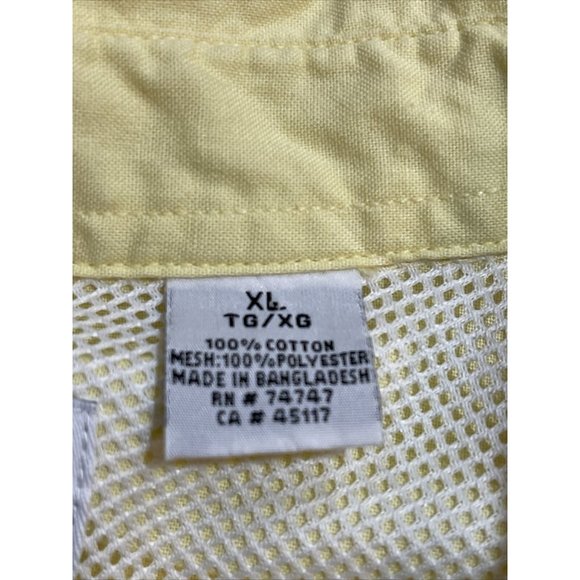 XL
TG/XG
100% COTTON
MESH:100%POLYESTER
MADE IN BANGLADESH
RN # 74747
CA # 45117